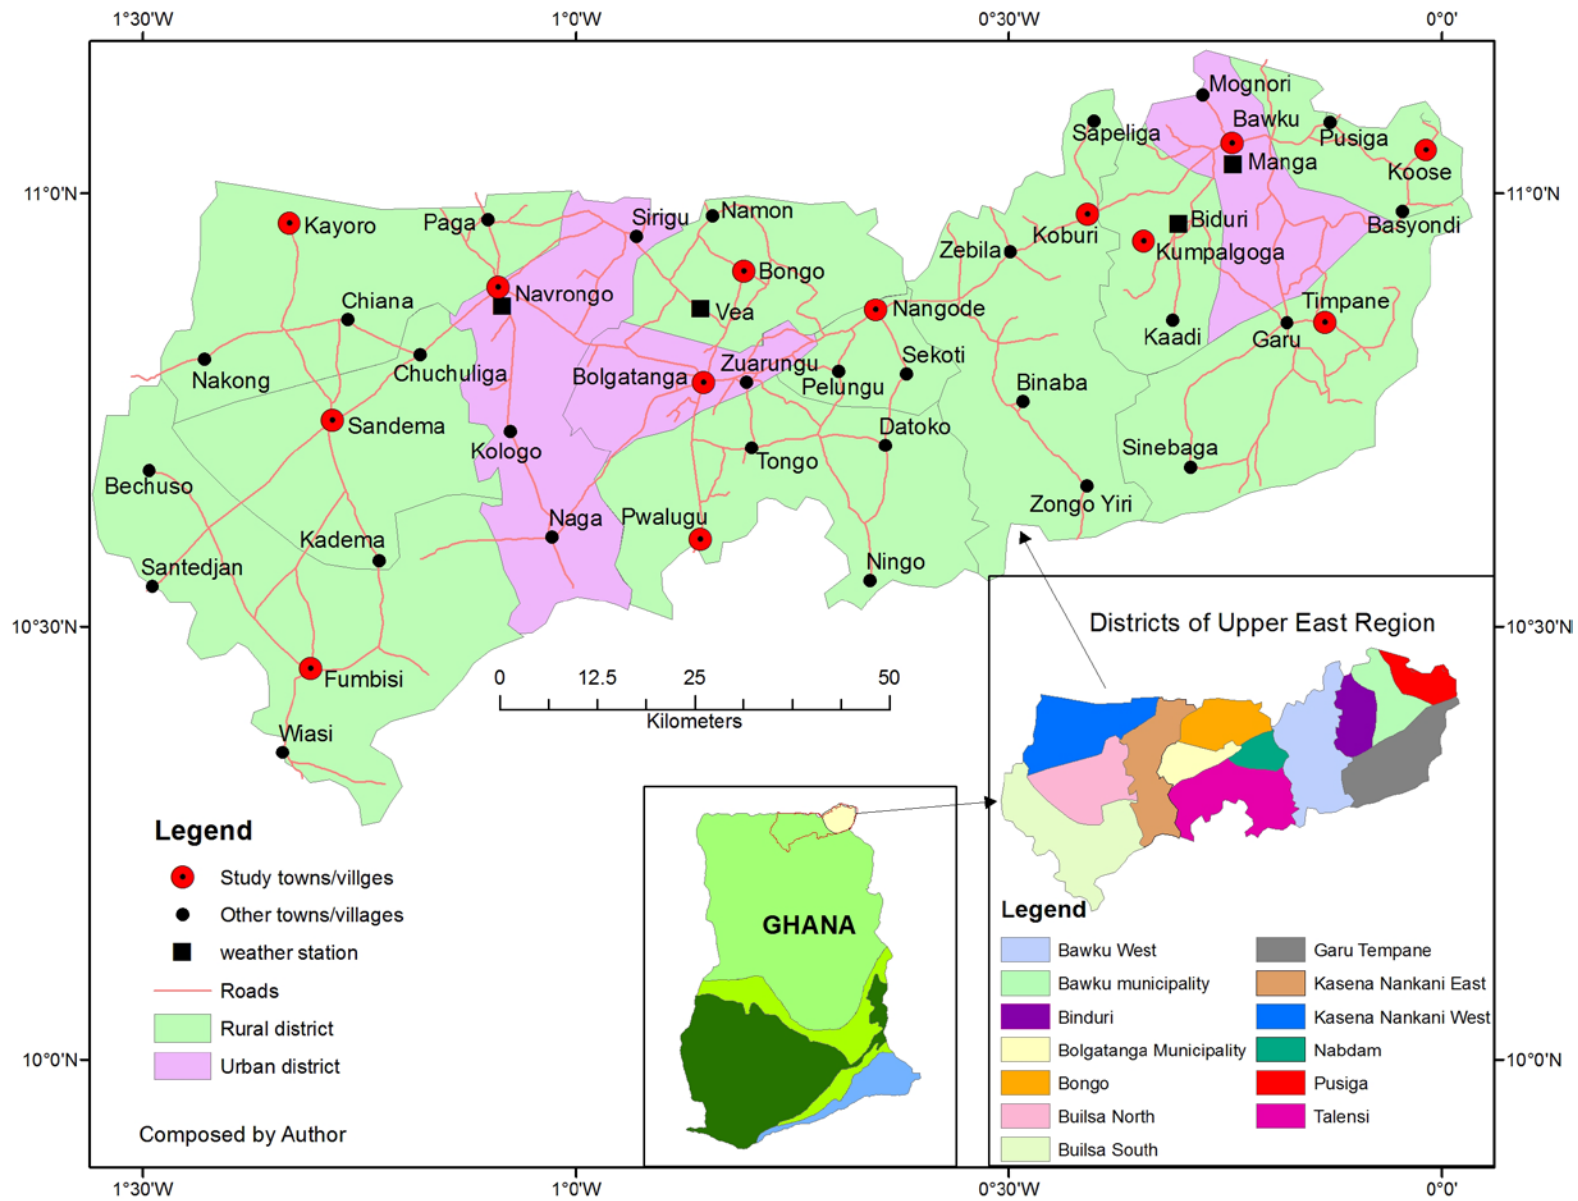 1°30'W 1°0'W 0°30'W 0°0'
Mognori
Bawku
Sapeliga
Pusiga
Manga
Koose
11°0'N 11°0'N
Kayoro
Paga
Sirigu
Namon
Koburi
Biduri
Basyondi
Zebila
Kumpalgoga
Bongo
Navrongo
Chiana
Vea
Nangode
Timpane
Kaadi
Garu
Nakong
Chuchuliga
Bolgatanga
Zuarungu
Pelungu
Sekoti
Binaba
Sandema
Kologo
Tongo
Datoko
Sinebaga
Bechuso
Zongo Yiri
Naga
Pwalugu
Kadema
Santedjan
Ningo
10°30'N 10°30'N
Districts of Upper East Region
Fumbisi
0 12.5 25 50
Kilometers
Wiasi
Legend
Study towns/villges
Other towns/villages
weather station
Roads
Rural district
Urban district
Composed by Author
GHANA
Legend
Bawku West
Bawku municipality
Binduri
Bolgatanga Municipality
Bongo
Builsa North
Builsa South
Garu Tempane
Kasena Nankani East
Kasena Nankani West
Nabdam
Pusiga
Talensi
10°0'N 10°0'N
1°30'W 1°0'W 0°30'W 0°0'